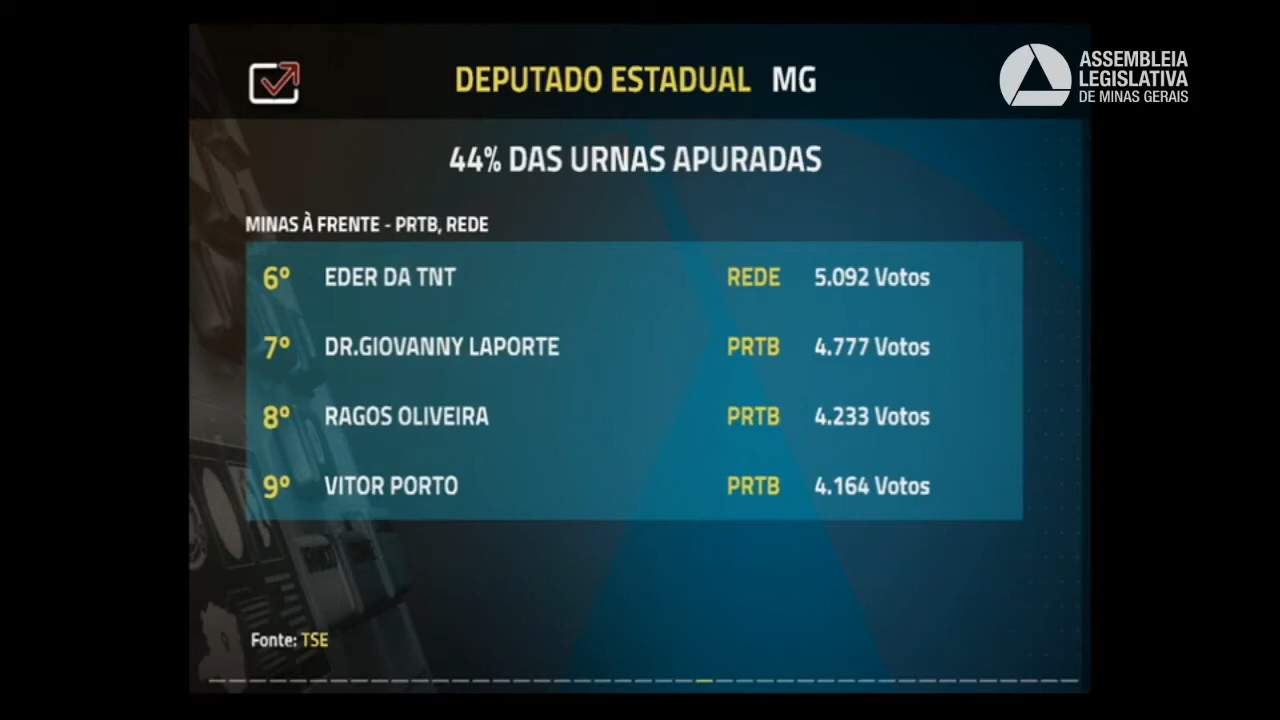 DEPUTADO ESTADUAL MG
ASSEMBLEIA
LEGISLATIVA
DE MINAS GERAIS
44% DAS URNAS APURADAS
MINAS À FRENTE - PRTB, REDE
6º EDER DA TNT REDE 5.092 Votos
7º DR.GIOVANNY LAPORTE PRTB 4.777 Votos
8º RAGOS OLIVEIRA PRTB 4.233 Votos
9º VITOR PORTO PRTB 4.164 Votos
Fonte: TSE